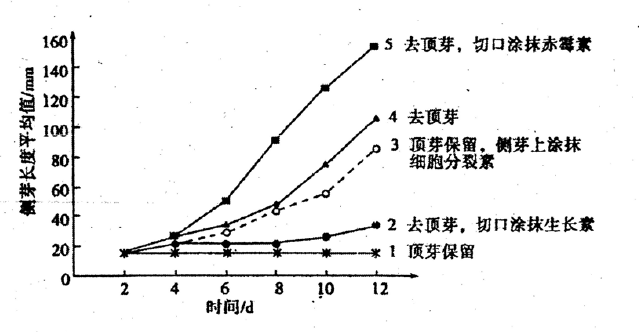 160
140
120
100
80
60
40
20
0
侧芽长度平均值/mm
2 4 6 8 10 12
时间/d
5 去顶芽，切口涂抹赤霉素
4 去顶芽
3 顶芽保留，侧芽上涂抹
细胞分裂素
2 去顶芽，切口涂抹生长素
1 顶芽保留